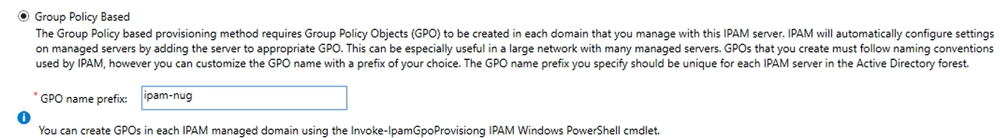 Group Policy Based
The Group Policy based provisioning method requires Group Policy Objects (GPO) to be created in each domain that you manage with this IPAM server. IPAM will automatically configure settings
on managed servers by adding the server to appropriate GPO. This can be especially useful in a large network with many managed servers. GPOs that you create must follow naming conventions
used by IPAM, however you can customize the GPO name with a prefix of your choice. The GPO name prefix you specify should be unique for each IPAM server in the Active Directory forest.
* GPO name prefix: ipam-nug
You can create GPOs in each IPAM managed domain using the Invoke-IpamGpoProvisiong IPAM Windows PowerShell cmdlet.